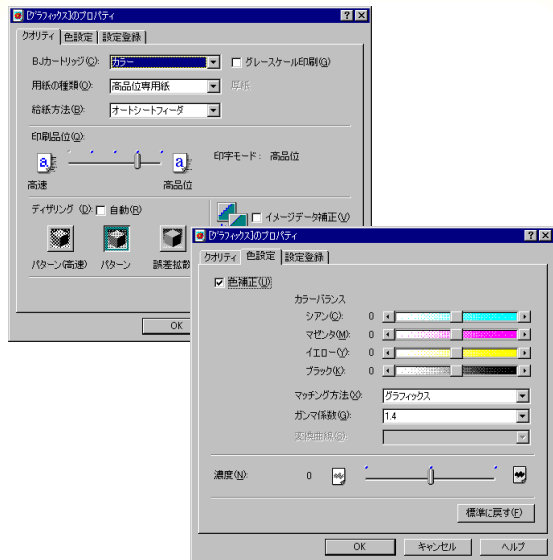 [グラフィックス]のプロパティ
クオリティ 色設定 設定登録
BJカートリッジ(C): カラー グレースケール印刷(G)
用紙の種類(O): 高品位専用紙 厚紙
給紙方法(B): オートシートフィーダ
印刷品位(Q):
印字モード: 高品位
高速 高品位
ディザリング (D): 自動(R)
イメージデータ補正(V)
パターン(高速) パターン 誤差拡散
OK
[グラフィックス]のプロパティ
クオリティ 色設定 設定登録
色補正(U)
カラーバランス
シアン(C): 0
マゼンタ(M): 0
イエロー(Y): 0
ブラック(K): 0
マッチング方法(X): グラフィックス
ガンマ係数(G): 1.4
変換曲線(S):
濃度(N): 0
標準に戻す(F)
OK キャンセル ヘルプ